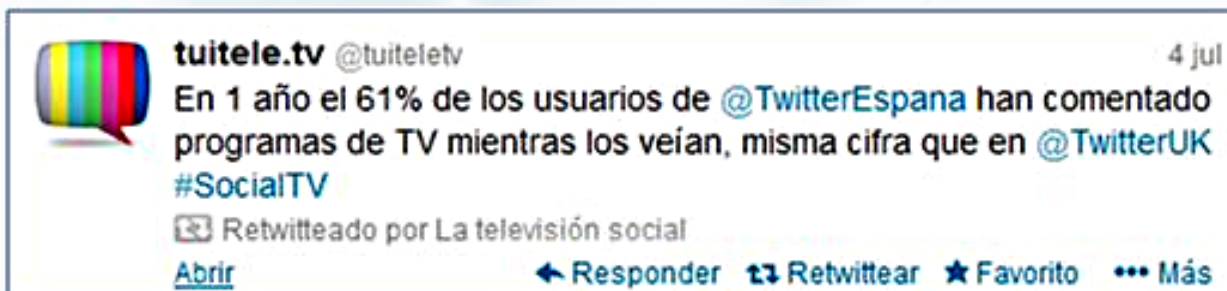 tuitele.tv @tuiteletv 4 jul
En 1 año el 61% de los usuarios de @TwitterEspana han comentado
programas de TV mientras los veían, misma cifra que en @TwitterUK
#SocialTV
Retwitteado por La televisión social
Abrir Responder Retwittear Favorito Más